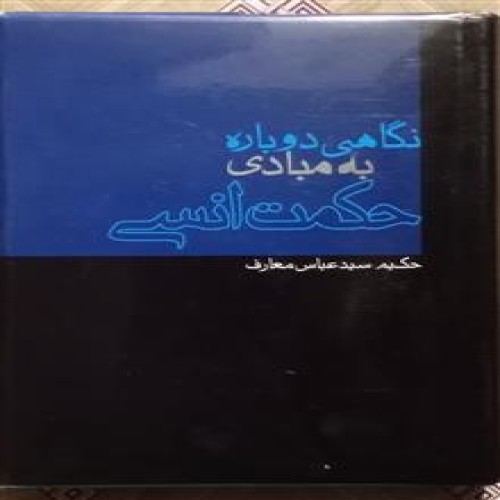 نگاهی دوباره
به مبادی
حکمت انسی
حکیم سید عباس معارف